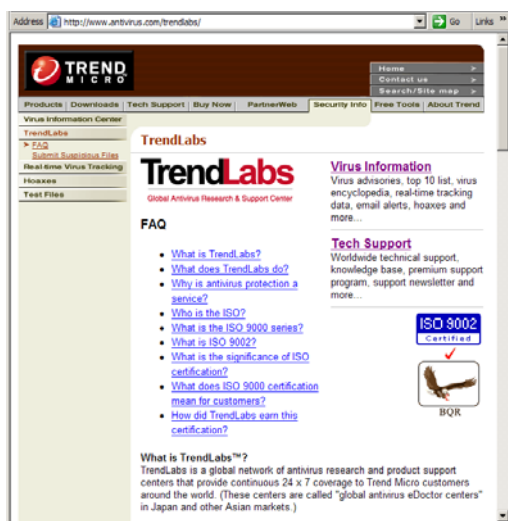 Address http://www.antivirus.com/trendlabs/ Go Links »
TREND
MICRO
Home >
Contact us >
Search/Site map >
Products Downloads Tech Support Buy Now PartnerWeb Security Info Free Tools About Trend
Virus Information Center
TrendLabs
> FAQ
Submit Suspicious Files
Real-time Virus Tracking
Hoaxes
Test Files
TrendLabs
TrendLabs
Global Antivirus Research & Support Center
FAQ
• What is TrendLabs?
• What does TrendLabs do?
• Why is antivirus protection a
service?
• Who is the ISO?
• What is the ISO 9000 series?
• What is ISO 9002?
• What is the significance of ISO
certification?
• What does ISO 9000 certification
mean for customers?
• How did TrendLabs earn this
certification?
Virus Information
Virus advisories, top 10 list, virus
encyclopedia, real-time tracking
data, email alerts, hoaxes and
more...
Tech Support
Worldwide technical support,
knowledge base, premium support
program, support newsletter and
more...
ISO 9002
Certified
BQR
What is TrendLabs™?
TrendLabs is a global network of antivirus research and product support
centers that provide continuous 24 x 7 coverage to Trend Micro customers
around the world. (These centers are called "global antivirus eDoctor centers"
in Japan and other Asian markets.)